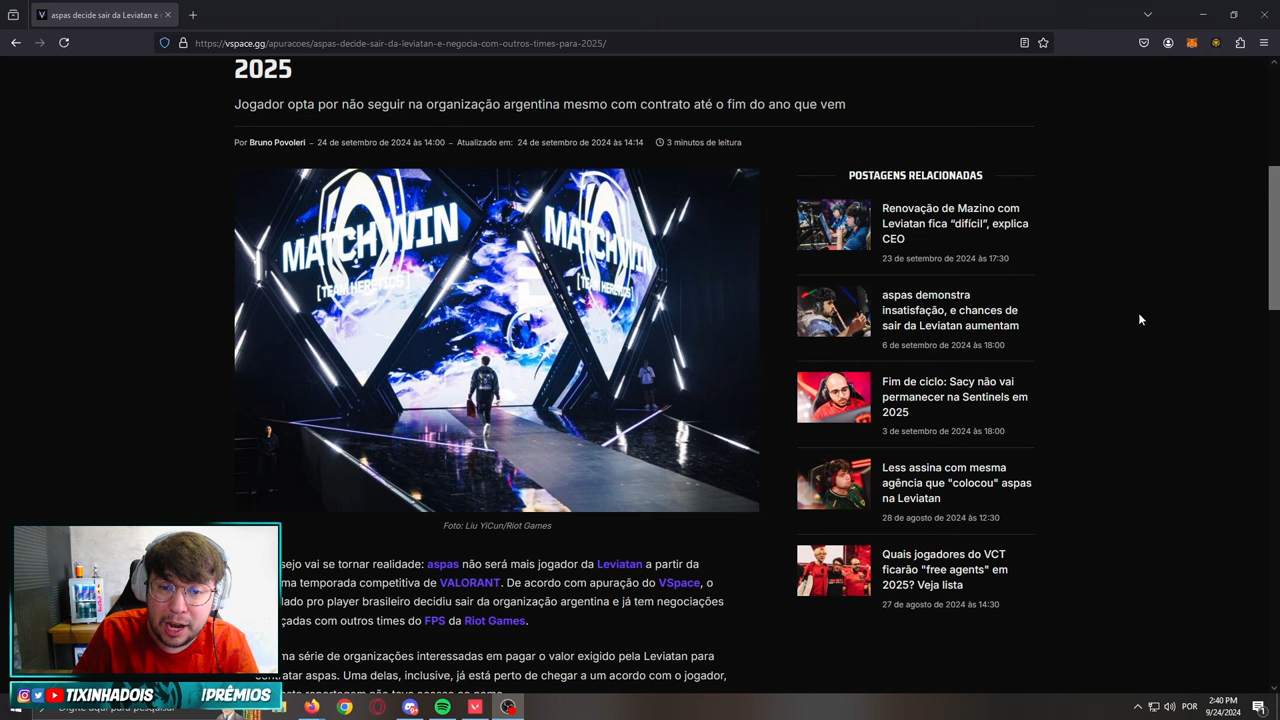 aspas decide sair da Leviatan e
https://vspace.gg/apuracoes/aspas-decide-sair-da-leviatan-e-negocia-com-outros-times-para-2025/
2025
Jogador opta por não seguir na organização argentina mesmo com contrato até o fim do ano que vem
Por Bruno Povoleri – 24 de setembro de 2024 às 14:00 – Atualizado em: 24 de setembro de 2024 às 14:14 3 minutos de leitura
MATCH WIN
[TEAM HERETICS]
MATCH WIN
[TEAM HERETICS]
Foto: Liu YiCun/Riot Games
POSTAGENS RELACIONADAS
Renovação de Mazino com
Leviatan fica “difícil”, explica
CEO
23 de setembro de 2024 às 17:30
aspas demonstra
insatisfação, e chances de
sair da Leviatan aumentam
6 de setembro de 2024 às 18:00
Fim de ciclo: Sacy não vai
permanecer na Sentinels em
2025
3 de setembro de 2024 às 18:00
Less assina com mesma
agência que "colocou" aspas
na Leviatan
28 de agosto de 2024 às 12:30
Quais jogadores do VCT
ficarão "free agents" em
2025? Veja lista
27 de agosto de 2024 às 14:30
vai se tornar realidade: aspas não será mais jogador da Leviatan a partir da
temporada competitiva de VALORANT. De acordo com apuração do VSpace, o
pro player brasileiro decidiu sair da organização argentina e já tem negociações
com outros times do FPS da Riot Games.
série de organizações interessadas em pagar o valor exigido pela Leviatan para
contratar aspas. Uma delas, inclusive, já está perto de chegar a um acordo com o jogador,
TIXINHADOIS
!PRÊMIOS
POR
2:40 PM
9/24/2024